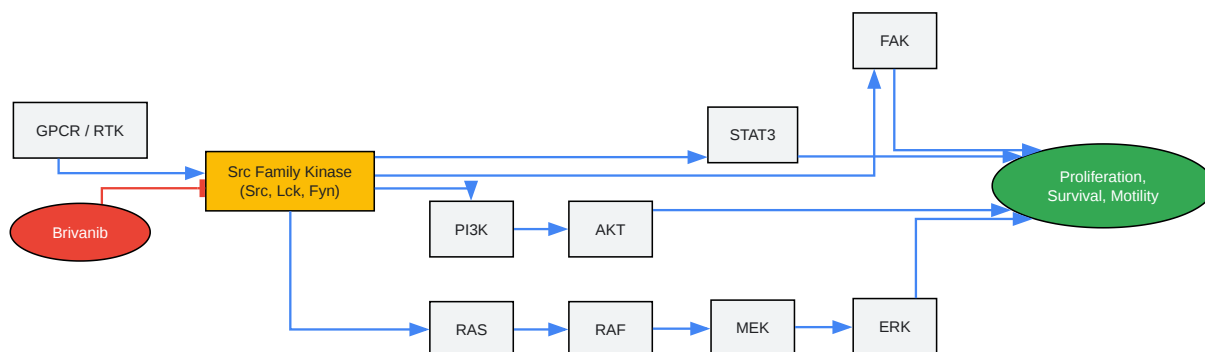 FAK
GPCR / RTK
STAT3
Src Family Kinase
(Src, Lck, Fyn)
Proliferation,
Survival, Motility
Brivanib
PI3K
AKT
RAS
RAF
MEK
ERK